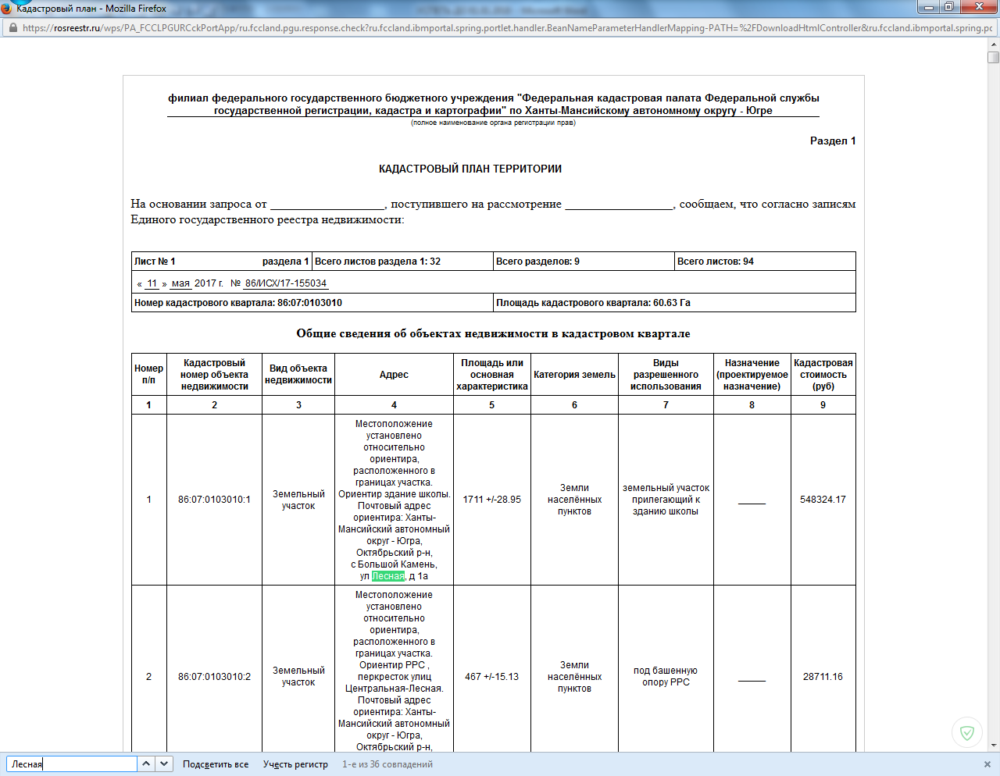 Кадастровый план - Mozilla Firefox
https://rosreestr.ru/wps/PA_FCCLPGURCckPortApp/ru.fccland.pgu.response.check?ru.fccland.ibmportal.spring.portlet.handler.BeanNameParameterHandlerMapping-PATH=%2FDownloadHtmlController&ru.fccland.ibmportal.spring.pc
филиал федерального государственного бюджетного учреждения "Федеральная кадастровая палата Федеральной службы
государственной регистрации, кадастра и картографии" по Ханты-Мансийскому автономному округу - Югре
(полное наименование органа регистрации прав)
Раздел 1
КАДАСТРОВЫЙ ПЛАН ТЕРРИТОРИИ
На основании запроса от ___________________, поступившего на рассмотрение __________________, сообщаем, что согласно записям
Единого государственного реестра недвижимости:
Лист № 1 раздела 1 Всего листов раздела 1: 32 Всего разделов: 9 Всего листов: 94
« 11 » мая 2017 г. № 86/ИСХ/17-155034
Номер кадастрового квартала: 86:07:0103010 Площадь кадастрового квартала: 60.63 Га
Общие сведения об объектах недвижимости в кадастровом квартале
Номер
п/п
Кадастровый
номер объекта
недвижимости
Вид объекта
недвижимости
Адрес
Площадь или
основная
характеристика
Категория земель
Виды
разрешенного
использования
Назначение
(проектируемое
назначение)
Кадастровая
стоимость
(руб)
1 2 3 4 5 6 7 8 9
1
86:07:0103010:1
Земельный
участок
Местоположение
установлено
относительно
ориентира,
расположенного в
границах участка.
Ориентир здание школы.
Почтовый адрес
ориентира: Ханты-
Мансийский автономный
округ - Югра,
Октябрьский р-н,
с Большой Камень,
ул Лесная, д 1а
1711 +/-28.95
Земли
населённых
пунктов
земельный участок
прилегающий к
зданию школы
_____
548324.17
2
86:07:0103010:2
Земельный
участок
Местоположение
установлено
относительно
ориентира,
расположенного в
границах участка.
Ориентир РРС ,
перкресток улиц
Центральная-Лесная.
Почтовый адрес
ориентира: Ханты-
Мансийский автономный
округ - Югра,
Октябрьский р-н,
467 +/-15.13
Земли
населённых
пунктов
под башенную
опору РРС
_____
28711.16
Лесная Подсветить все Учесть регистр 1-е из 36 совпадений